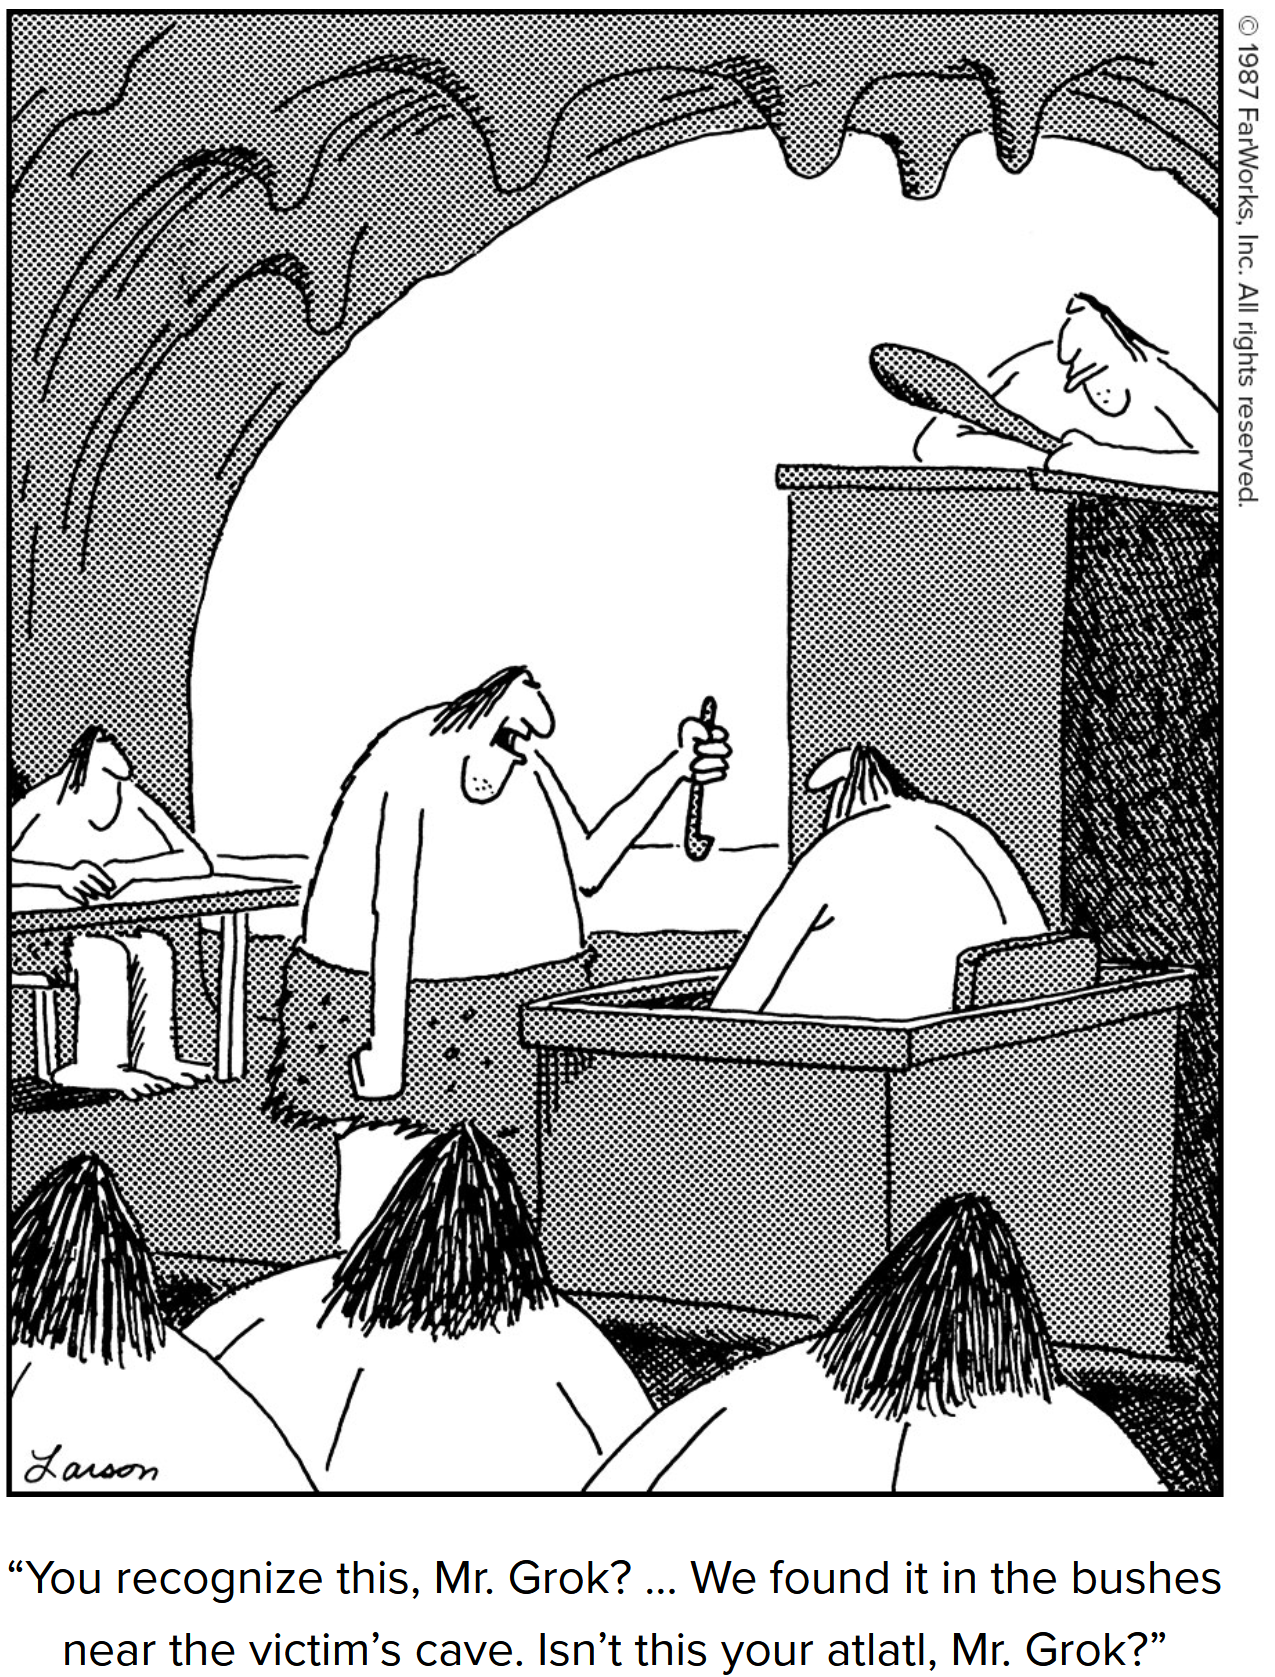 © 1987 FarWorks, Inc. All rights reserved.
Larson
“You recognize this, Mr. Grok? ... We found it in the bushes
near the victim’s cave. Isn’t this your atlatl, Mr. Grok?”